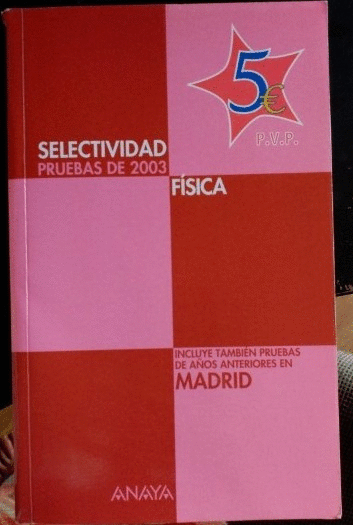 5€
P.V.P.
SELECTIVIDAD
PRUEBAS DE 2003
FÍSICA
INCLUYE TAMBIÉN PRUEBAS
DE AÑOS ANTERIORES EN
MADRID
ANAYA